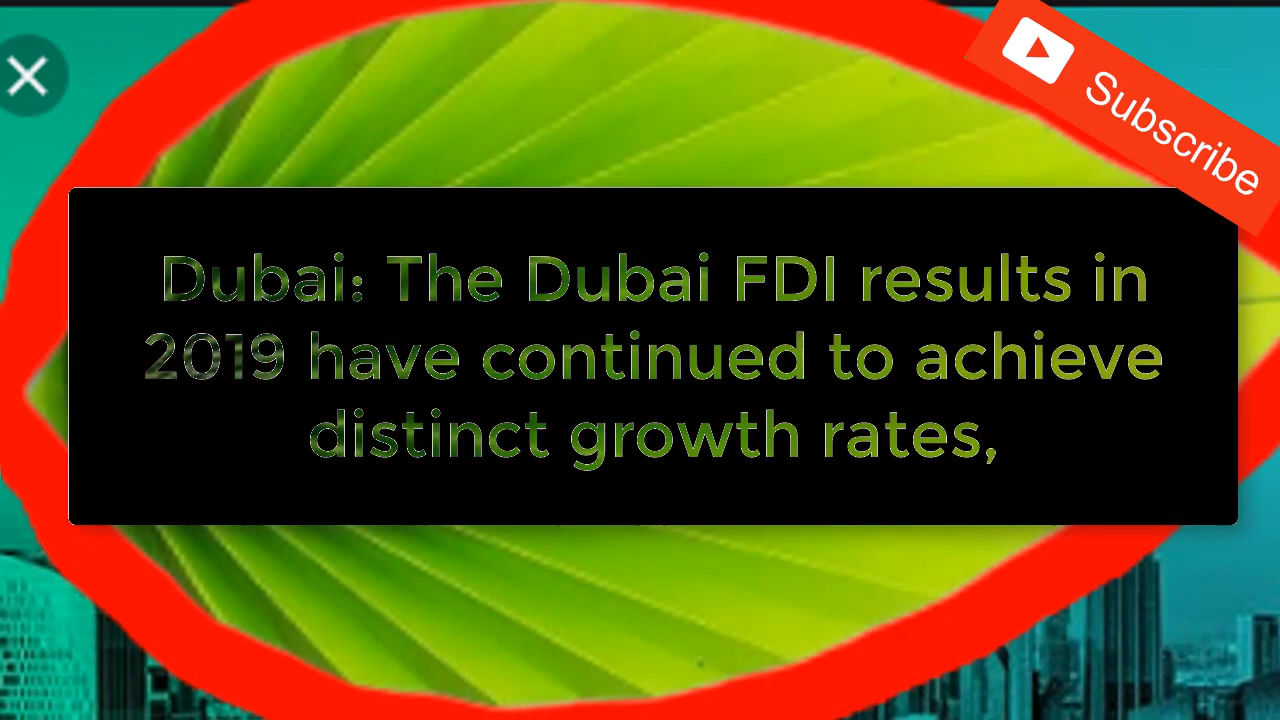 Subscribe
Dubai: The Dubai FDI results in
2019 have continued to achieve
distinct growth rates,